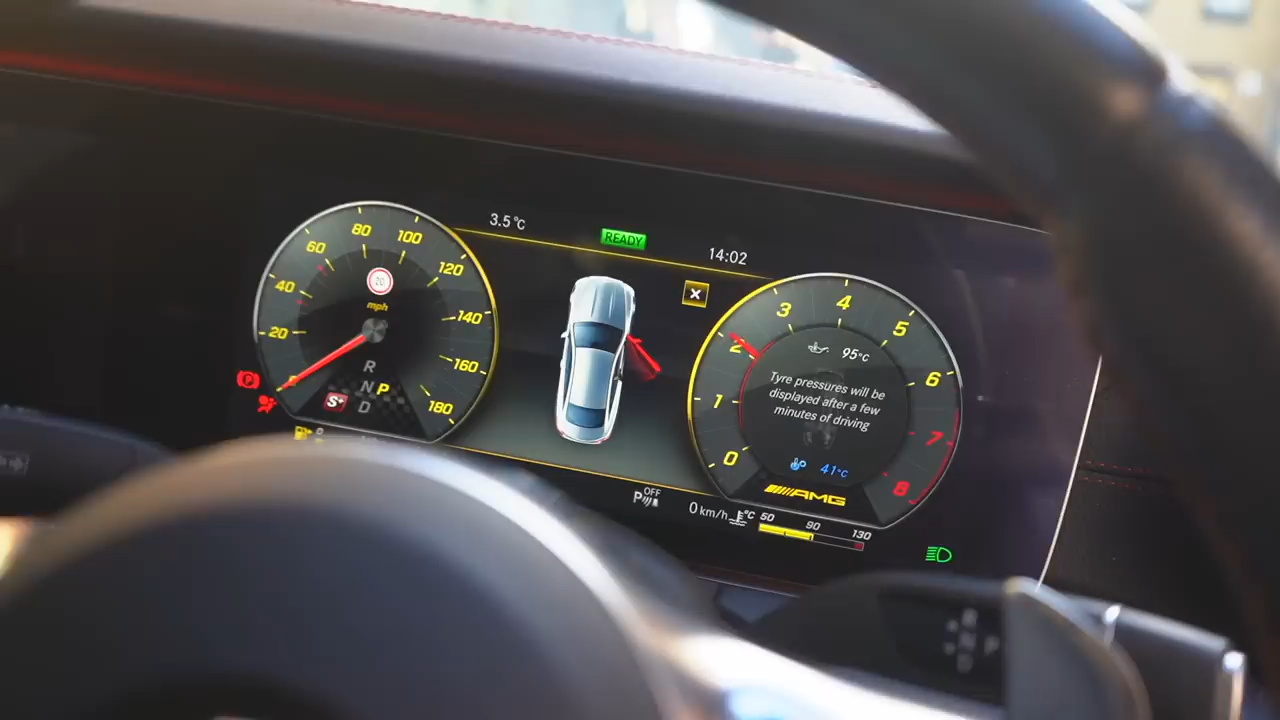 3.5°C
READY
14:02
20
40
60
80
100
120
140
160
180
20
mph
R
N P
S+ D
0
1
2
3
4
5
6
7
8
95°C
Tyre pressures will be
displayed after a few
minutes of driving
41°C
AMG
OFF
P
0 km/h
°C 50 90 130